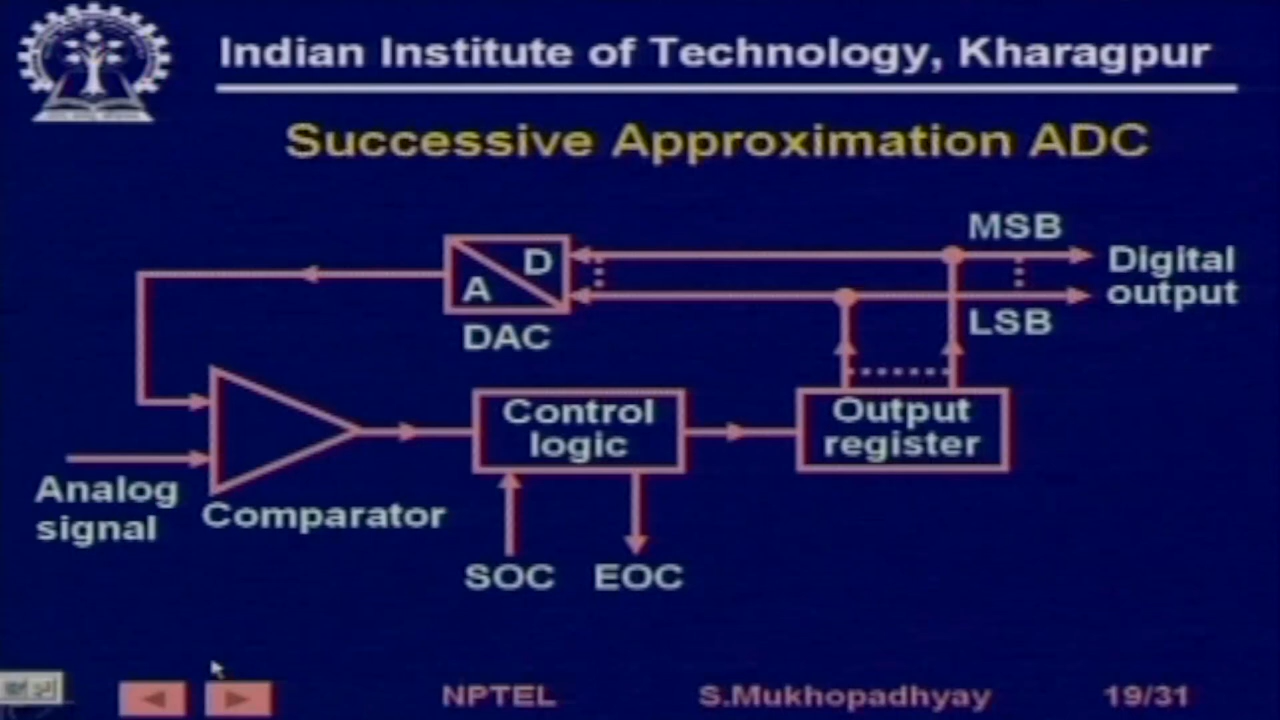 Indian Institute of Technology, Kharagpur
Successive Approximation ADC
MSB
D
A
Digital
output
LSB
DAC
Control
logic
Output
register
Analog
signal
Comparator
SOC EOC
NPTEL S.Mukhopadhyay 19/31